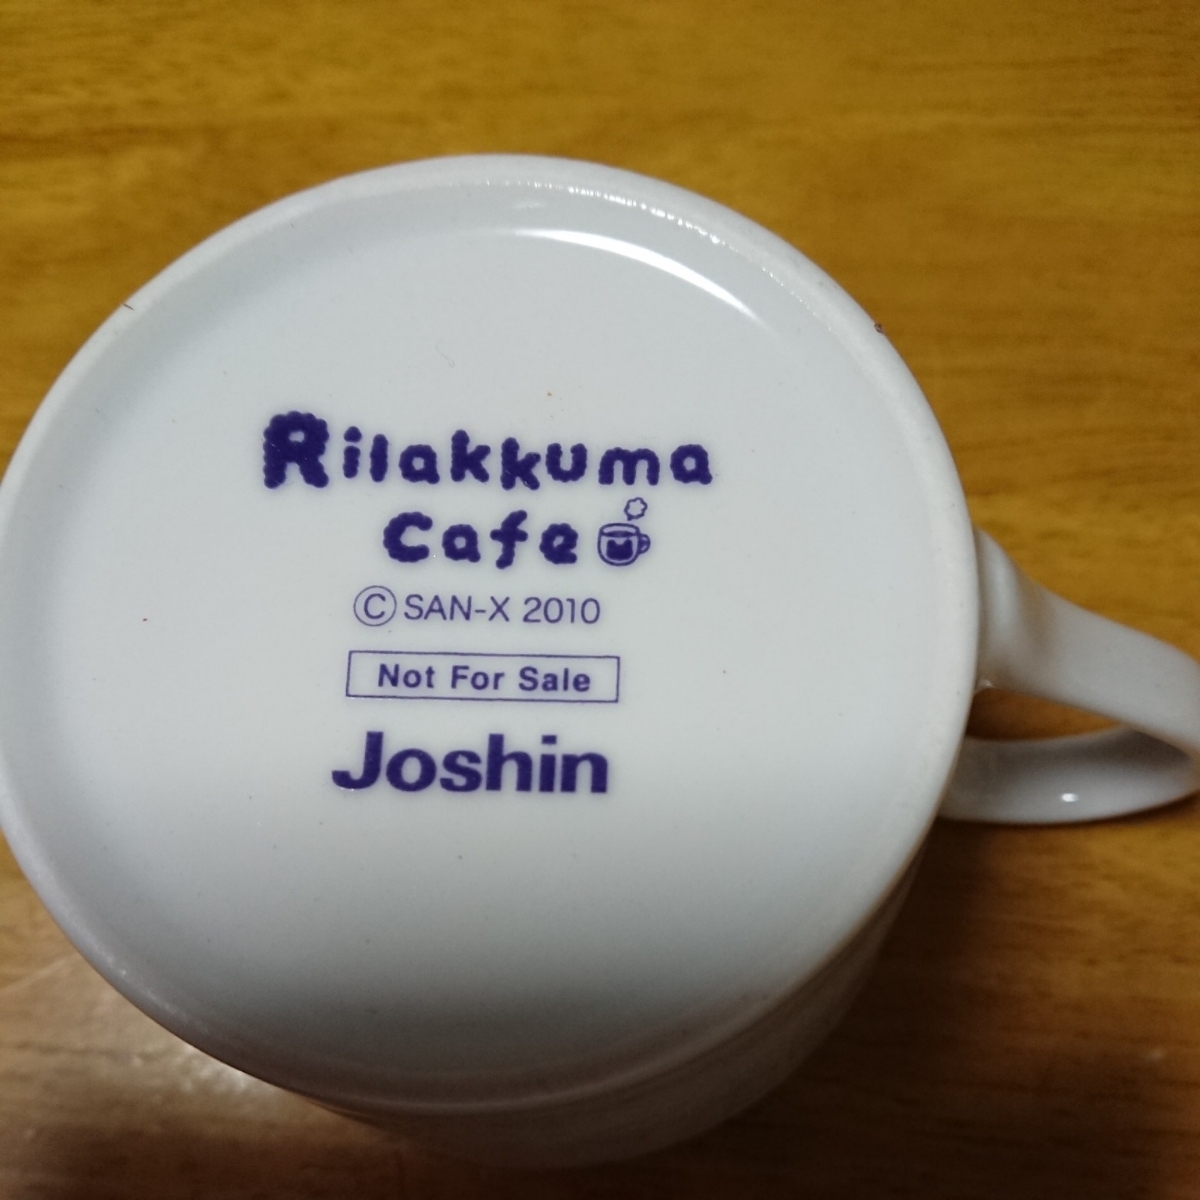 Rilakkuma
Cafe
©SAN-X 2010
Not For Sale
Joshin